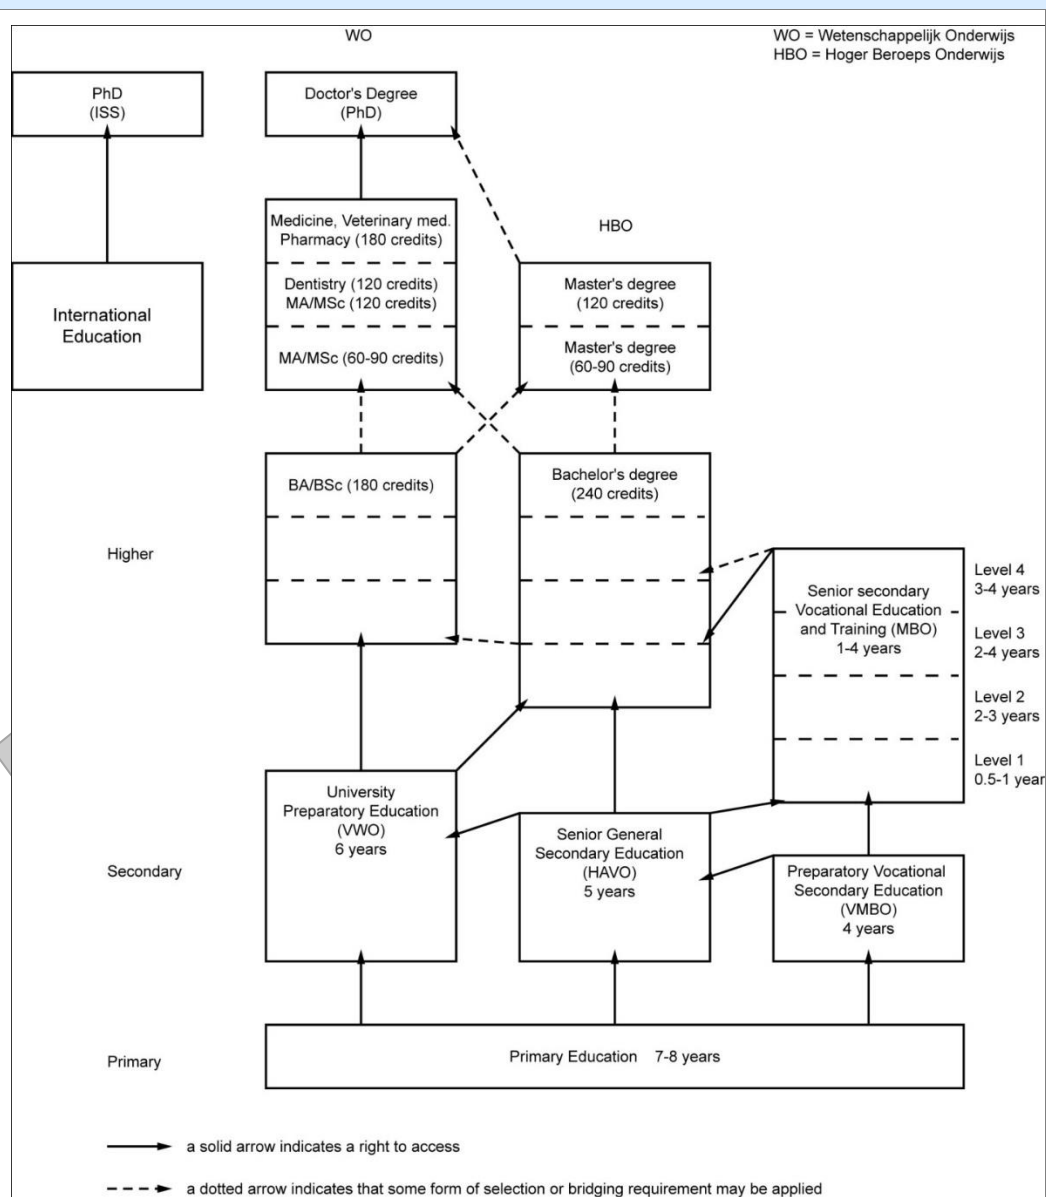 WO
WO = Wetenschappelijk Onderwijs
HBO = Hoger Beroeps Onderwijs
PhD
(ISS)
Doctor's Degree
(PhD)
Medicine, Veterinary med.
Pharmacy (180 credits)
Dentistry (120 credits)
MA/MSc (120 credits)
MA/MSc (60-90 credits)
HBO
Master's degree
(120 credits)
Master's degree
(60-90 credits)
International
Education
BA/BSc (180 credits)
Bachelor's degree
(240 credits)
Higher
Senior secondary
Vocational Education
and Training (MBO)
1-4 years
Level 4
3-4 years
Level 3
2-4 years
Level 2
2-3 years
Level 1
0.5-1 year
University
Preparatory Education
(VWO)
6 years
Senior General
Secondary Education
(HAVO)
5 years
Preparatory Vocational
Secondary Education
(VMBO)
4 years
Secondary
Primary
Primary Education 7-8 years
a solid arrow indicates a right to access
a dotted arrow indicates that some form of selection or bridging requirement may be applied